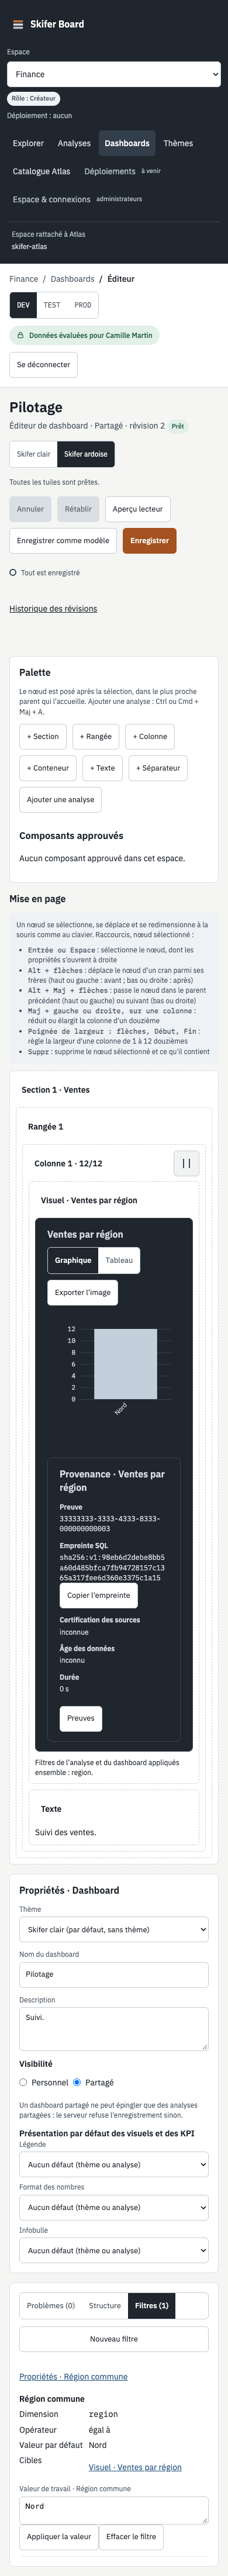 Skifer Board
Espace
Finance
Rôle : Créateur
Déploiement : aucun
Explorer Analyses Dashboards Thèmes
Catalogue Atlas Déploiements à venir
Espace & connexions administrateurs
Espace rattaché à Atlas
skifer-atlas
Finance / Dashboards / Éditeur
DEV TEST PROD
Données évaluées pour Camille Martin
Se déconnecter
Pilotage
Éditeur de dashboard · Partagé · révision 2 Prêt
Skifer clair Skifer ardoise
Toutes les tuiles sont prêtes.
Annuler Rétablir Aperçu lecteur
Enregistrer comme modèle Enregistrer
Tout est enregistré
Historique des révisions
Palette
Le nœud est posé après la sélection, dans le plus proche
parent qui l'accueille. Ajouter une analyse : Ctrl ou Cmd +
Maj + A.
+ Section + Rangée + Colonne
+ Conteneur + Texte + Séparateur
Ajouter une analyse
Composants approuvés
Aucun composant approuvé dans cet espace.
Mise en page
Un nœud se sélectionne, se déplace et se redimensionne à la
souris comme au clavier. Raccourcis, nœud sélectionné :
• Entrée ou Espace : sélectionne le nœud, dont les
propriétés s'ouvrent à droite
• Alt + flèches : déplace le nœud d'un cran parmi ses
frères (haut ou gauche : avant ; bas ou droite : après)
• Alt + Maj + flèches : passe le nœud dans le parent
précédent (haut ou gauche) ou suivant (bas ou droite)
• Maj + gauche ou droite, sur une colonne :
réduit ou élargit la colonne d'un douzième
• Poignée de largeur : flèches, Début, Fin :
règle la largeur d'une colonne de 1 à 12 douzièmes
• Suppr : supprime le nœud sélectionné et ce qu'il contient
Section 1 · Ventes
Rangée 1
Colonne 1 · 12/12
Visuel · Ventes par région
Ventes par région
Graphique Tableau
Exporter l'image
12
10
8
6
4
2
0
Nord
Provenance · Ventes par
région
Preuve
33333333-3333-4333-8333-
000000000003
Empreinte SQL
sha256:v1:98eb6d2debe8bb5
a60d485bfca7fb94728157c13
65a317fee6d360e3375c1a15
Copier l'empreinte
Certification des sources
inconnue
Âge des données
inconnu
Durée
0 s
Preuves
Filtres de l'analyse et du dashboard appliqués
ensemble : region.
Texte
Suivi des ventes.
Propriétés · Dashboard
Thème
Skifer clair (par défaut, sans thème)
Nom du dashboard
Pilotage
Description
Suivi.
Visibilité
Personnel Partagé
Un dashboard partagé ne peut épingler que des analyses
partagées : le serveur refuse l'enregistrement sinon.
Présentation par défaut des visuels et des KPI
Légende
Aucun défaut (thème ou analyse)
Format des nombres
Aucun défaut (thème ou analyse)
Infobulle
Aucun défaut (thème ou analyse)
Problèmes (0) Structure Filtres (1)
Nouveau filtre
Propriétés · Région commune
Région commune
Dimension region
Opérateur égal à
Valeur par défaut Nord
Cibles
Visuel · Ventes par région
Valeur de travail · Région commune
Nord
Appliquer la valeur Effacer le filtre